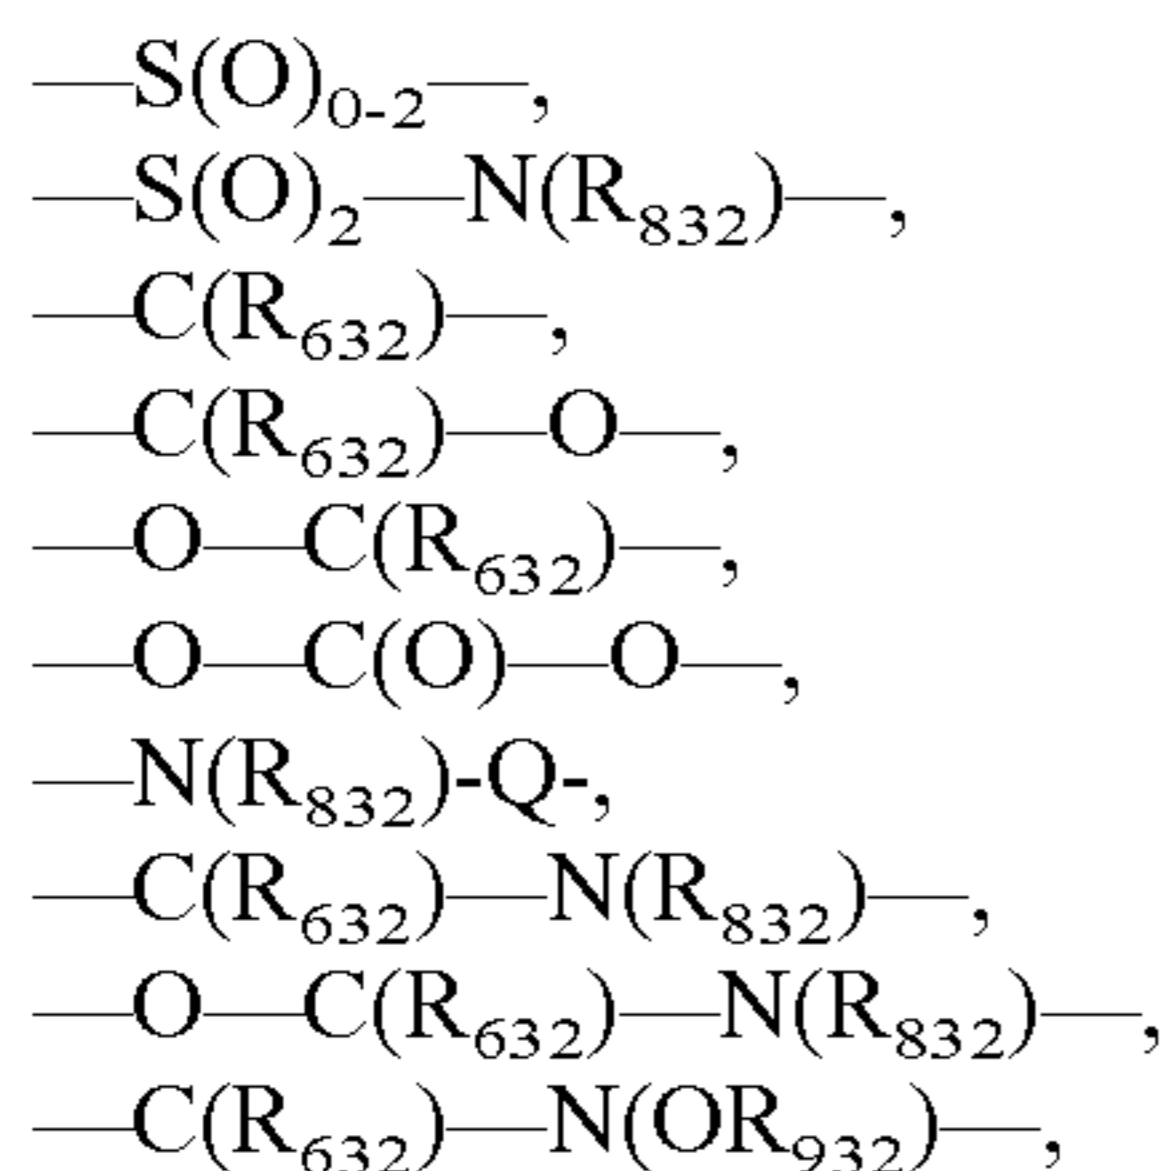 —S(O)₀₋₂—,
—S(O)₂—N(R₈₃₂)—,
—C(R₆₃₂)—,
—C(R₆₃₂)—O—,
—O—C(R₆₃₂)—,
—O—C(O)—O—,
—N(R₈₃₂)-Q-,
—C(R₆₃₂)—N(R₈₃₂)—,
—O—C(R₆₃₂)—N(R₈₃₂)—,
—C(R₆₃₂)—N(OR₉₃₂)—,